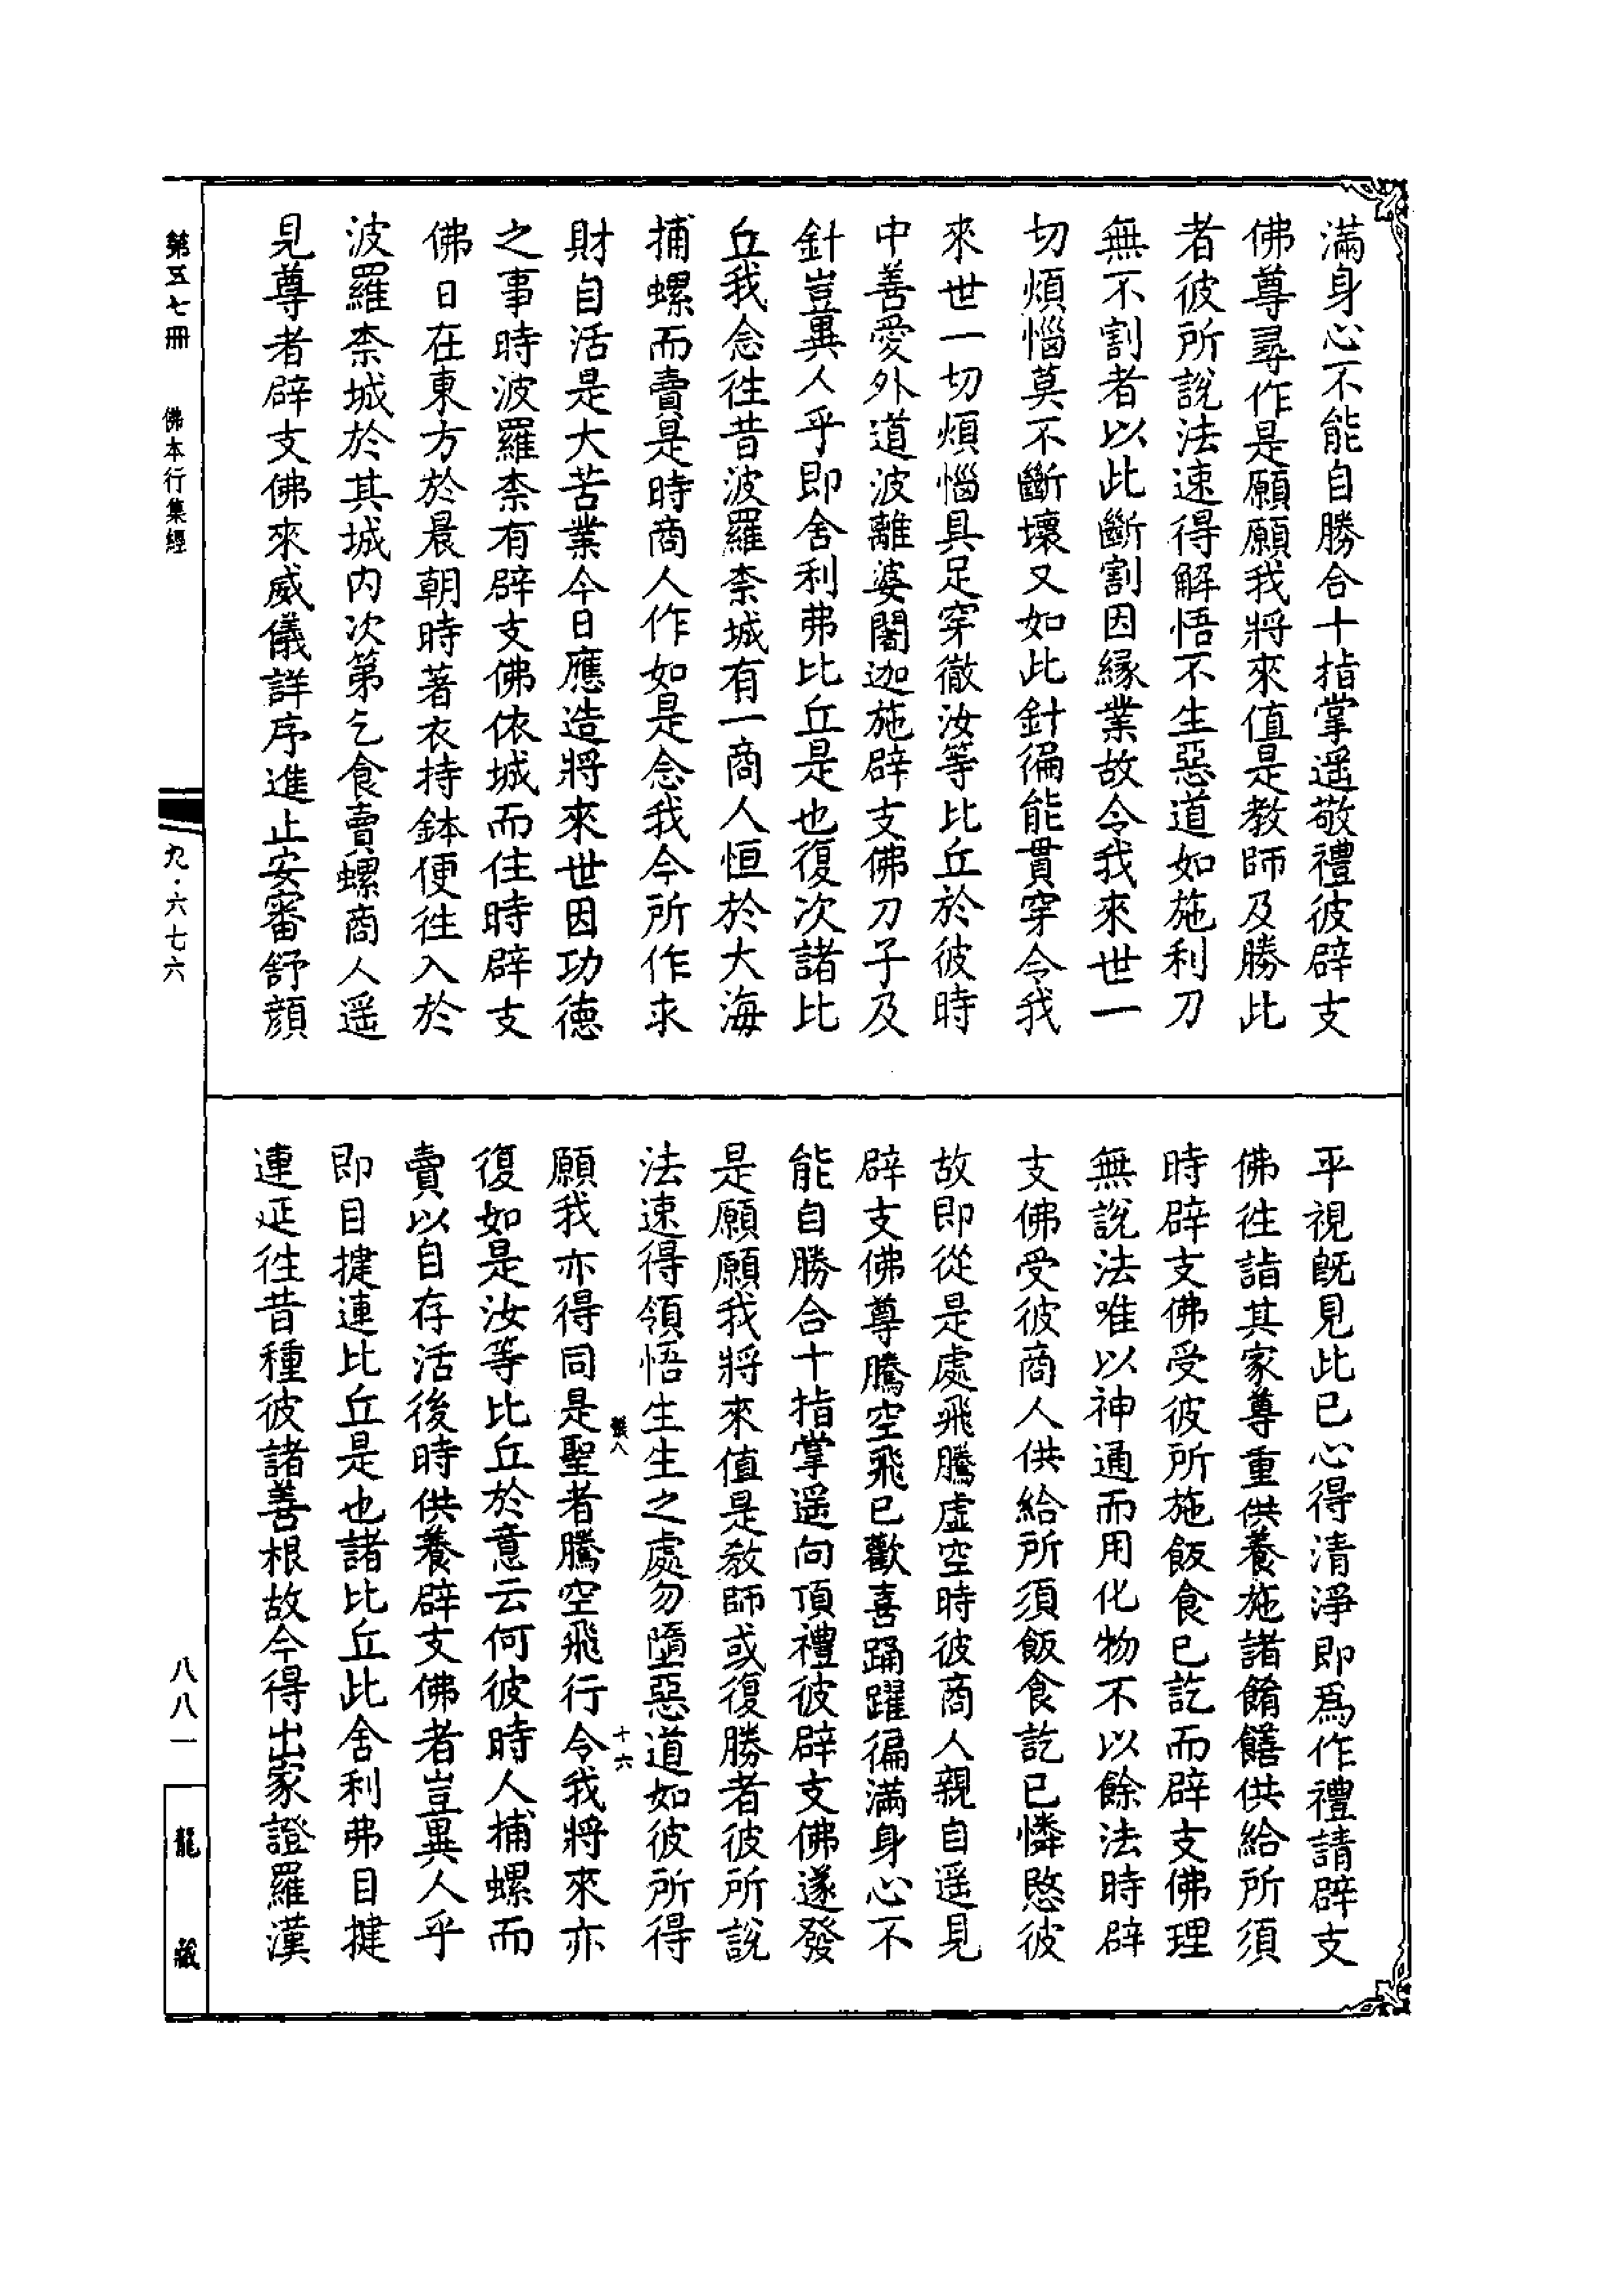 滿身心不能自勝合十指掌遥敬禮彼辟支
佛尊尋作是願願我將來值是教師及勝此
者彼所說法速得解悟不生惡道如施利刀
無不割者以此斷割因緣業故令我來世一
切煩惱莫不斷壞又如此針徧能貫穿令我
來世一切煩惱具足穿徹汝等比丘於彼時
中善愛外道波離婆闍迦施辟支佛刀子及
針豈異人乎即舍利弗比丘是也復次諸比
丘我念往昔波羅柰城有一商人恒於大海
捕螺而賣是時商人作如是念我今所作求
財自活是大苦業今日應造將來世因功德
之事時波羅柰有辟支佛依城而住時辟支
佛日在東方於晨朝時著衣持鉢便往入於
波羅柰城於其城内次第乞食賣螺商人遥
見尊者辟支佛來威儀詳序進止安審舒顔
平視旣見此已心得清淨即爲作禮請辟支
佛往詣其家尊重供養施諸餚饍供給所須
時辟支佛受彼所施飯食已訖而辟支佛理
無說法唯以神通而用化物不以餘法時辟
支佛受彼商人供給所須飯食訖已憐愍彼
故即從是處飛騰虛空時彼商人親自遥見
辟支佛尊騰空飛已歡喜踊躍徧滿身心不
能自勝合十指掌遥向頂禮彼辟支佛遂發
是願願我將來值是教師或復勝者彼所說
法速得領悟生生之處勿墮惡道如彼所得
十六
願我亦得同是聖者騰空飛行令我將來亦
復如是汝等比丘於意云何彼時人捕螺而
賣以自存活後時供養辟支佛者豈異人乎
即目揵連比丘是也諸比丘此舍利弗目揵
連延往昔種彼諸善根故今得出家證羅漢
第五七冊 佛本行集經
九·六七六
八八一
龍藏